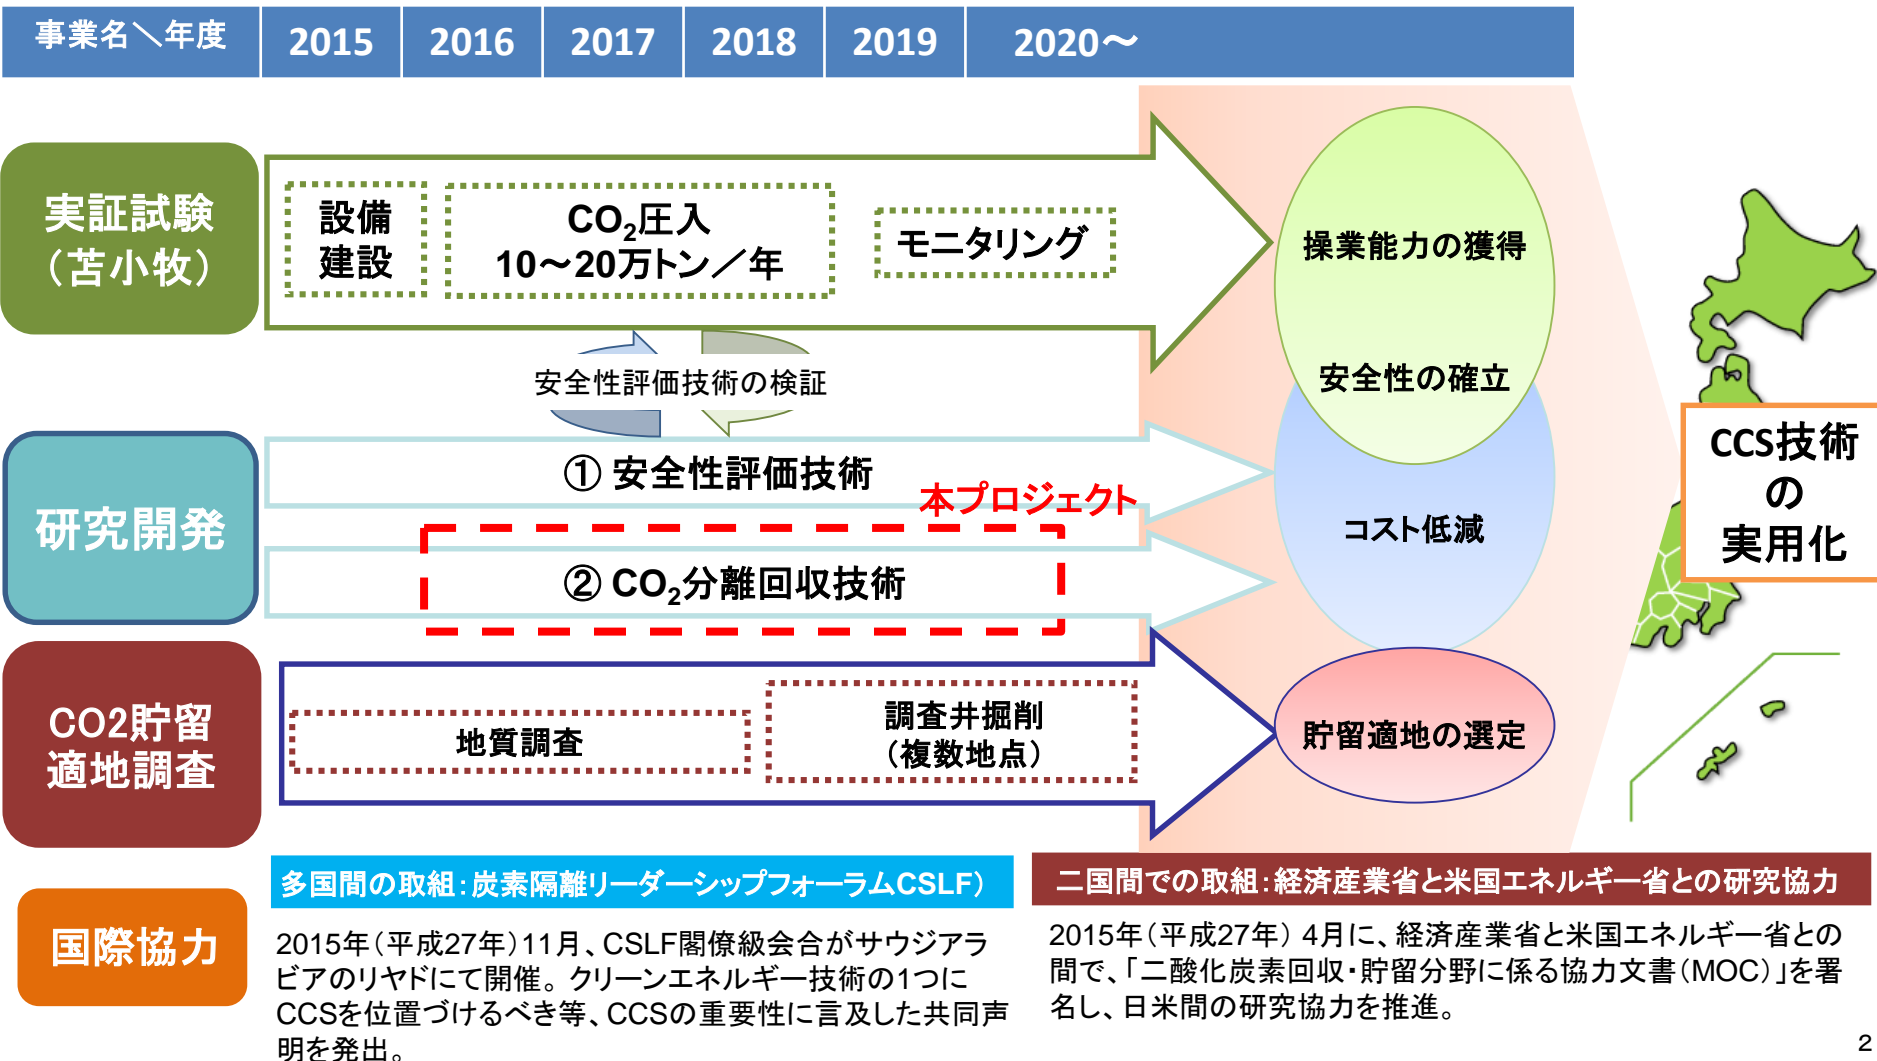 事業名＼年度 2015 2016 2017 2018 2019 2020～
実証試験
（苫小牧）
設備
建設
CO₂圧入
10～20万トン／年
モニタリング
操業能力の獲得
安全性の確立
安全性評価技術の検証
研究開発
① 安全性評価技術
本プロジェクト
② CO₂分離回収技術
コスト低減
CCS技術
の
実用化
CO2貯留
適地調査
地質調査
調査井掘削
（複数地点）
貯留適地の選定
国際協力
多国間の取組：炭素隔離リーダーシップフォーラムCSLF）
2015年（平成27年）11月、CSLF閣僚級会合がサウジアラ
ビアのリヤドにて開催。クリーンエネルギー技術の1つに
CCSを位置づけるべき等、CCSの重要性に言及した共同声
明を発出。
二国間での取組：経済産業省と米国エネルギー省との研究協力
2015年（平成27年） 4月に、経済産業省と米国エネルギー省との
間で、「二酸化炭素回収・貯留分野に係る協力文書（MOC）」を署
名し、日米間の研究協力を推進。
2